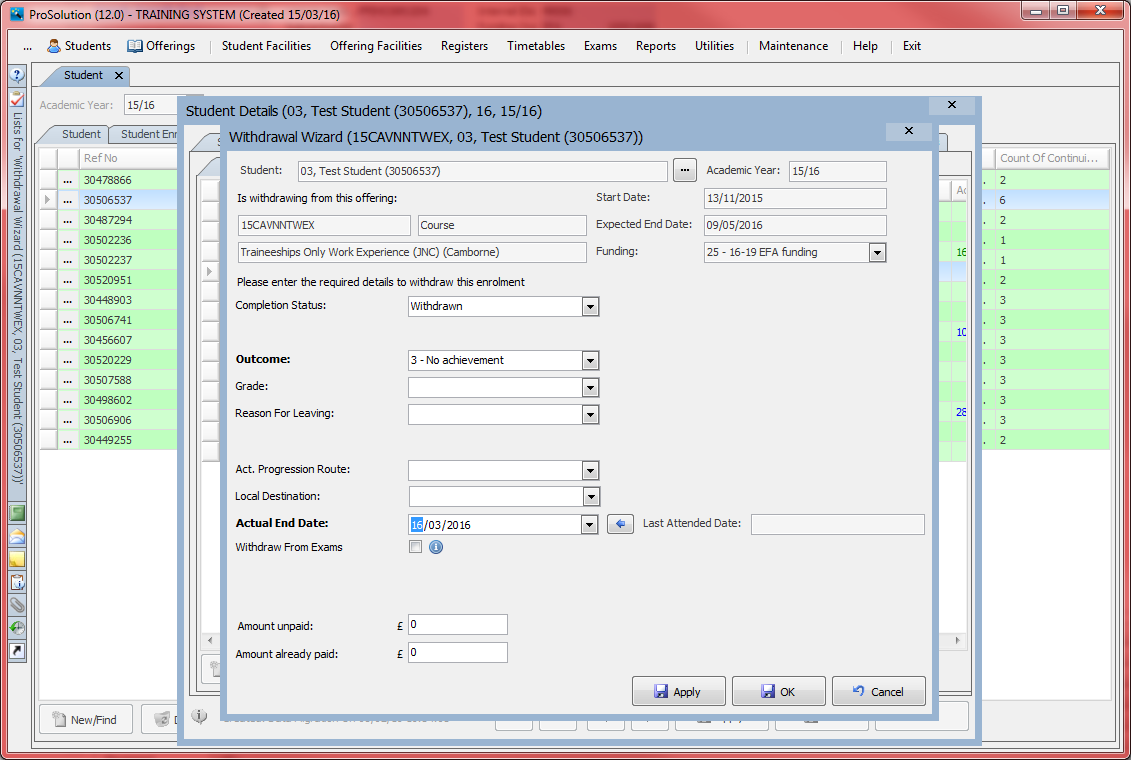 ProSolution (12.0) - TRAINING SYSTEM (Created 15/03/16)
... Students Offerings Student Facilities Offering Facilities Registers Timetables Exams Reports Utilities Maintenance Help Exit
Student
Academic Year: 15/16
Student Student Enr
Ref No
Count Of Continui...
... 30478866 2
... 30506537 6
... 30487294 2
... 30502236 1
... 30502237 1
... 30520951 2
... 30448903 3
... 30506741 3
... 30456607 3
... 30520229 3
... 30507588 3
... 30498602 3
... 30506906 3
... 30449255 2
Lists for 'Withdrawal Wizard (15CAVNNTWEX, 03, Test Student (30506537))'
New/Find
Student Details (03, Test Student (30506537), 16, 15/16)
16
10
28
Withdrawal Wizard (15CAVNNTWEX, 03, Test Student (30506537))
Student: 03, Test Student (30506537) ... Academic Year: 15/16
Is withdrawing from this offering: Start Date: 13/11/2015
15CAVNNTWEX Course Expected End Date: 09/05/2016
Traineeships Only Work Experience (JNC) (Camborne) Funding: 25 - 16-19 EFA funding
Please enter the required details to withdraw this enrolment
Completion Status: Withdrawn
Outcome: 3 - No achievement
Grade:
Reason For Leaving:
Act. Progression Route:
Local Destination:
Actual End Date: 16/03/2016 Last Attended Date:
Withdraw From Exams
Amount unpaid: £ 0
Amount already paid: £ 0
Apply OK Cancel